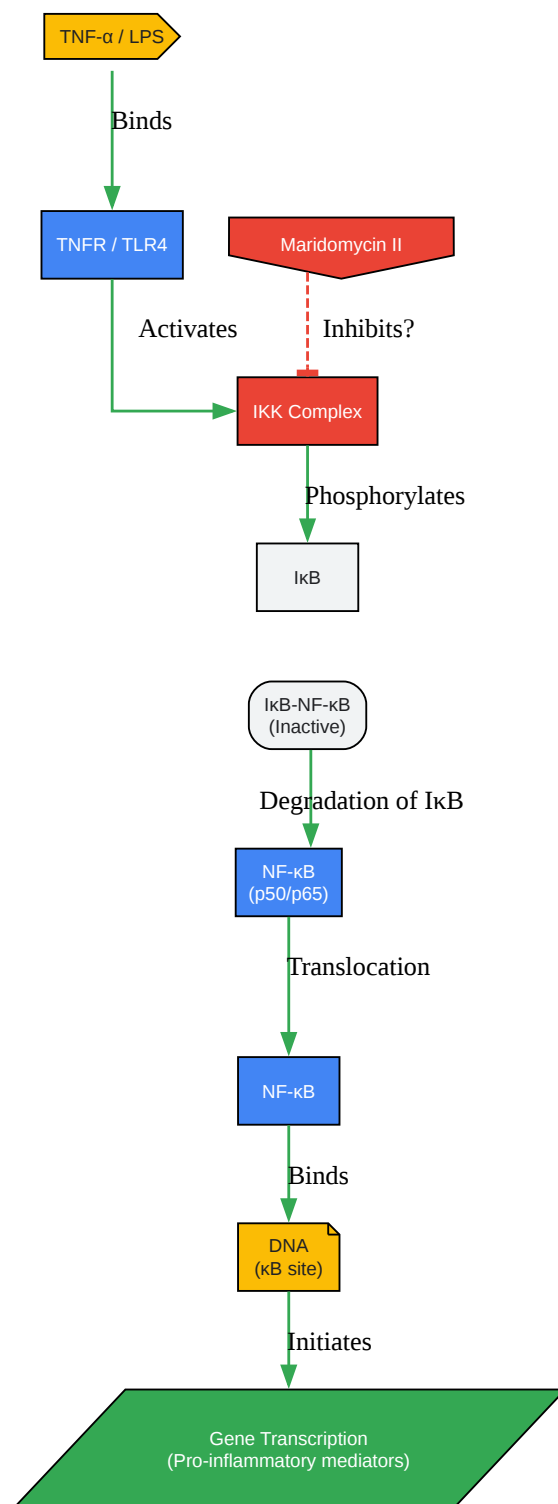 TNF-α / LPS
Binds
TNFR / TLR4
Maridomycin II
Activates
Inhibits?
IKK Complex
Phosphorylates
IκB
IκB-NF-κB
(Inactive)
Degradation of IκB
NF-κB
(p50/p65)
Translocation
NF-κB
Binds
DNA
(κB site)
Initiates
Gene Transcription
(Pro-inflammatory mediators)